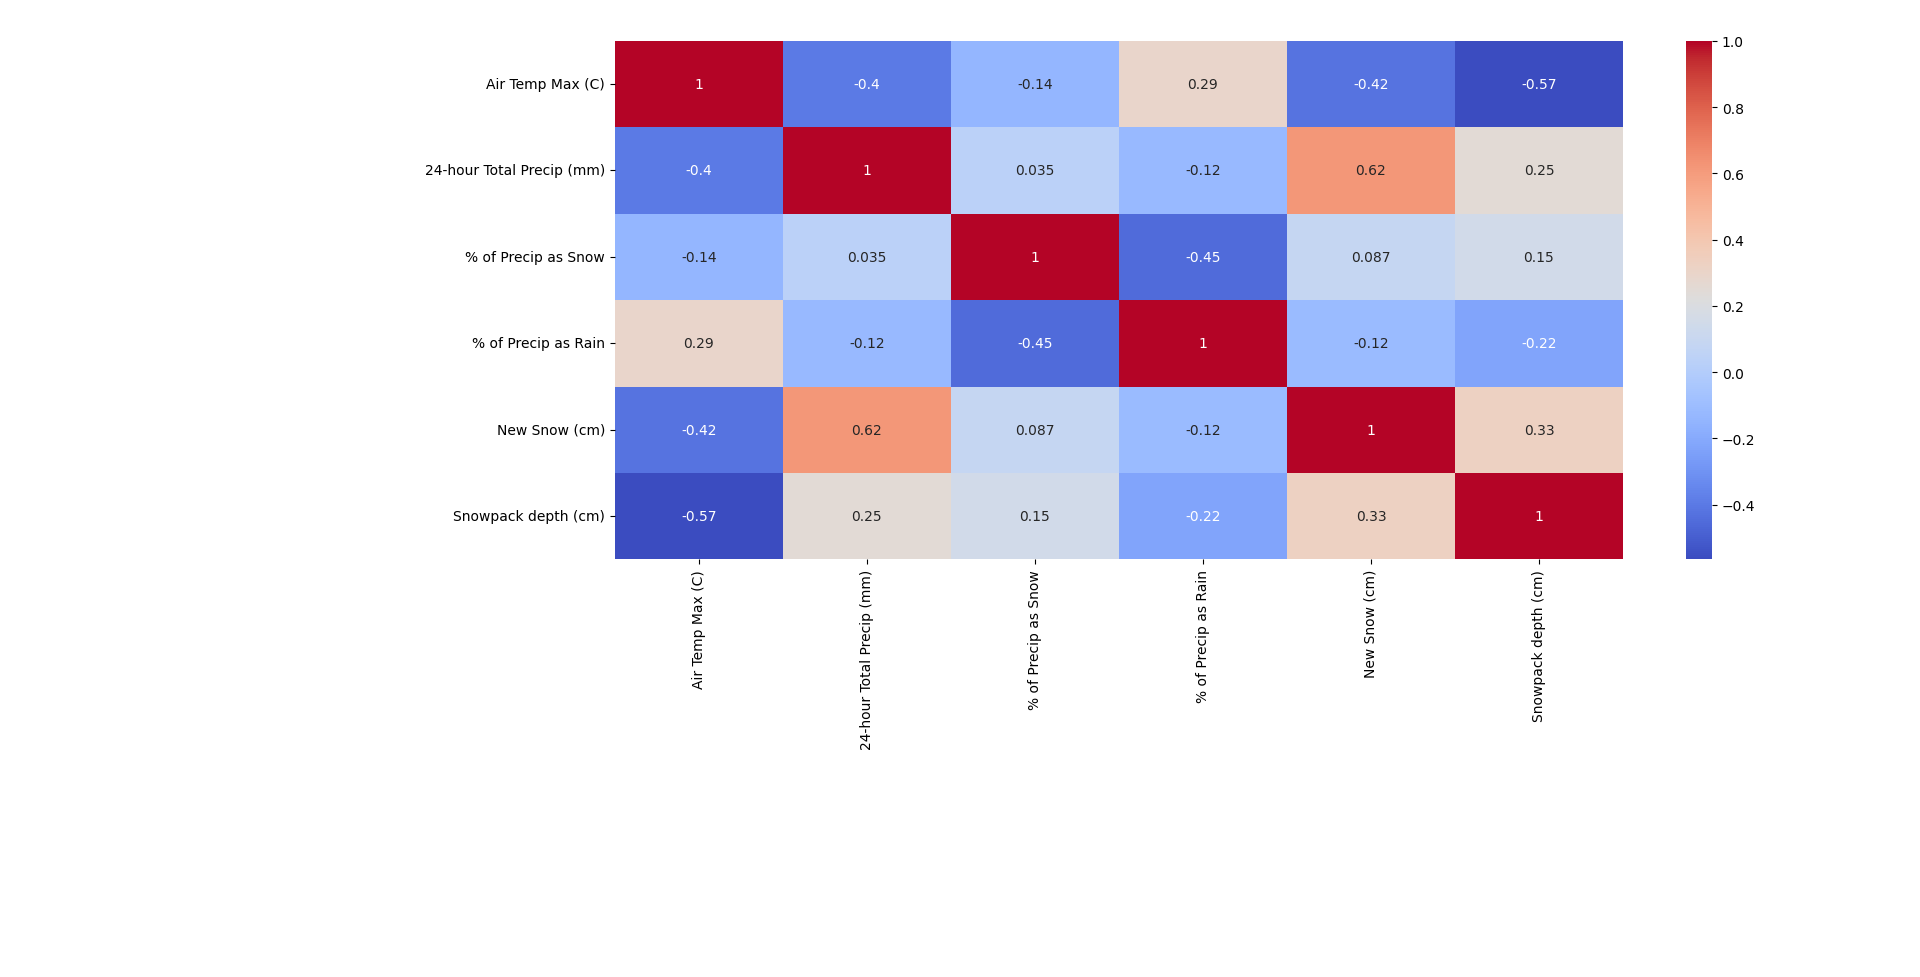 Air Temp Max (C) 1 -0.4 -0.14 0.29 -0.42 -0.57
24-hour Total Precip (mm) -0.4 1 0.035 -0.12 0.62 0.25
% of Precip as Snow -0.14 0.035 1 -0.45 0.087 0.15
% of Precip as Rain 0.29 -0.12 -0.45 1 -0.12 -0.22
New Snow (cm) -0.42 0.62 0.087 -0.12 1 0.33
Snowpack depth (cm) -0.57 0.25 0.15 -0.22 0.33 1
Air Temp Max (C)
24-hour Total Precip (mm)
% of Precip as Snow
% of Precip as Rain
New Snow (cm)
Snowpack depth (cm)
1.0
0.8
0.6
0.4
0.2
0.0
−0.2
−0.4